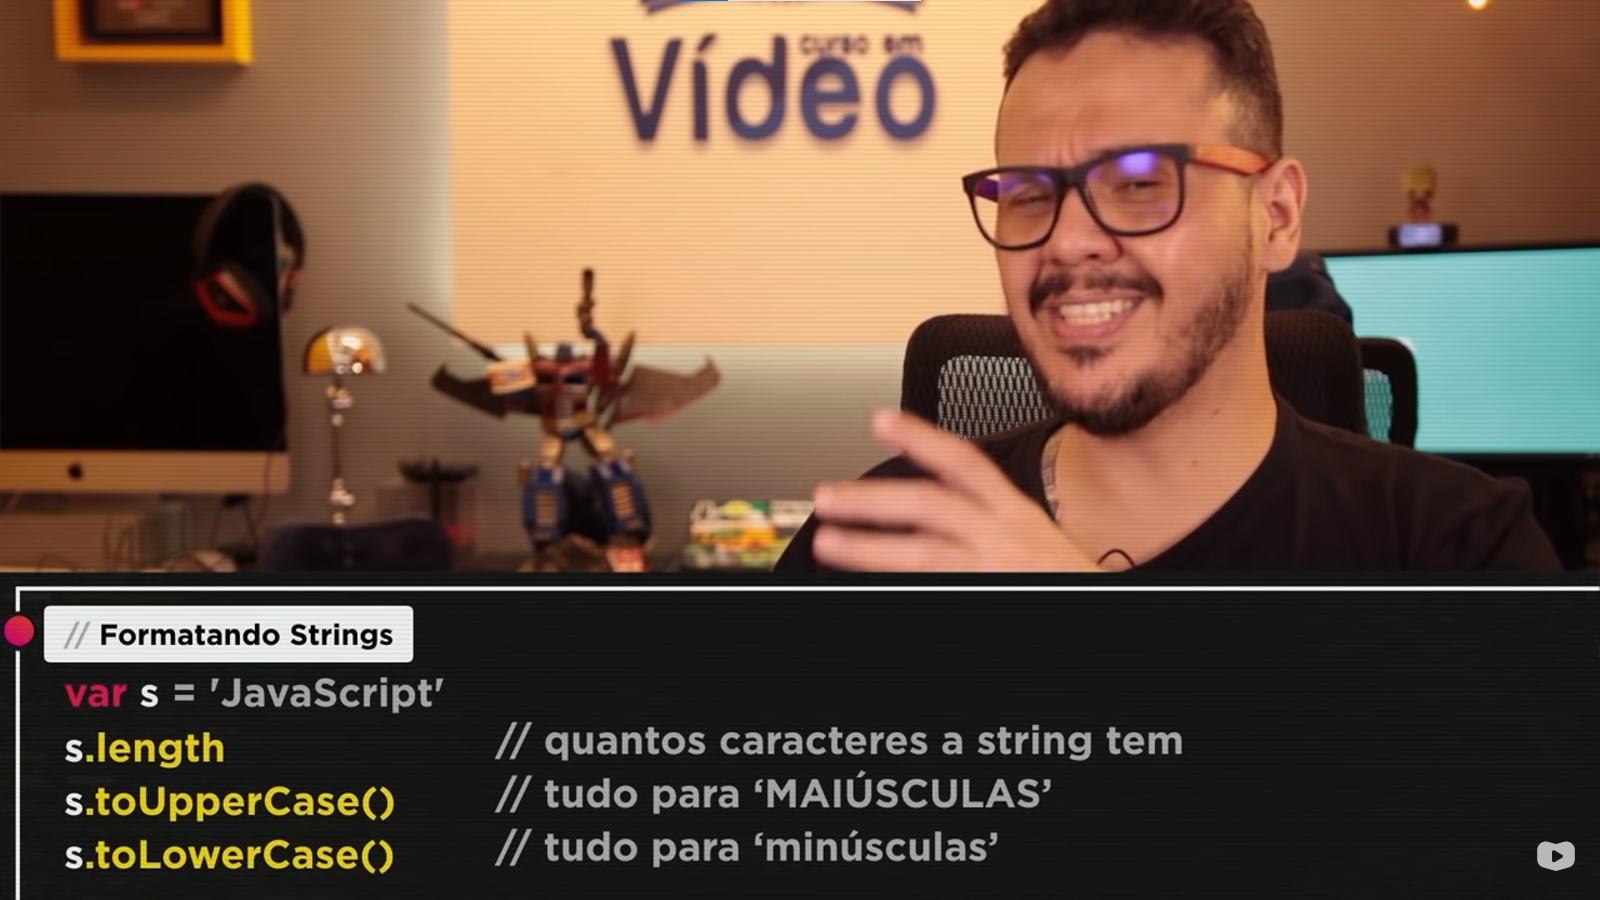 curso em
Vídeo
// Formatando Strings
var s = 'JavaScript'
s.length // quantos caracteres a string tem
s.toUpperCase() // tudo para ‘MAIÚSCULAS’
s.toLowerCase() // tudo para ‘minúsculas’